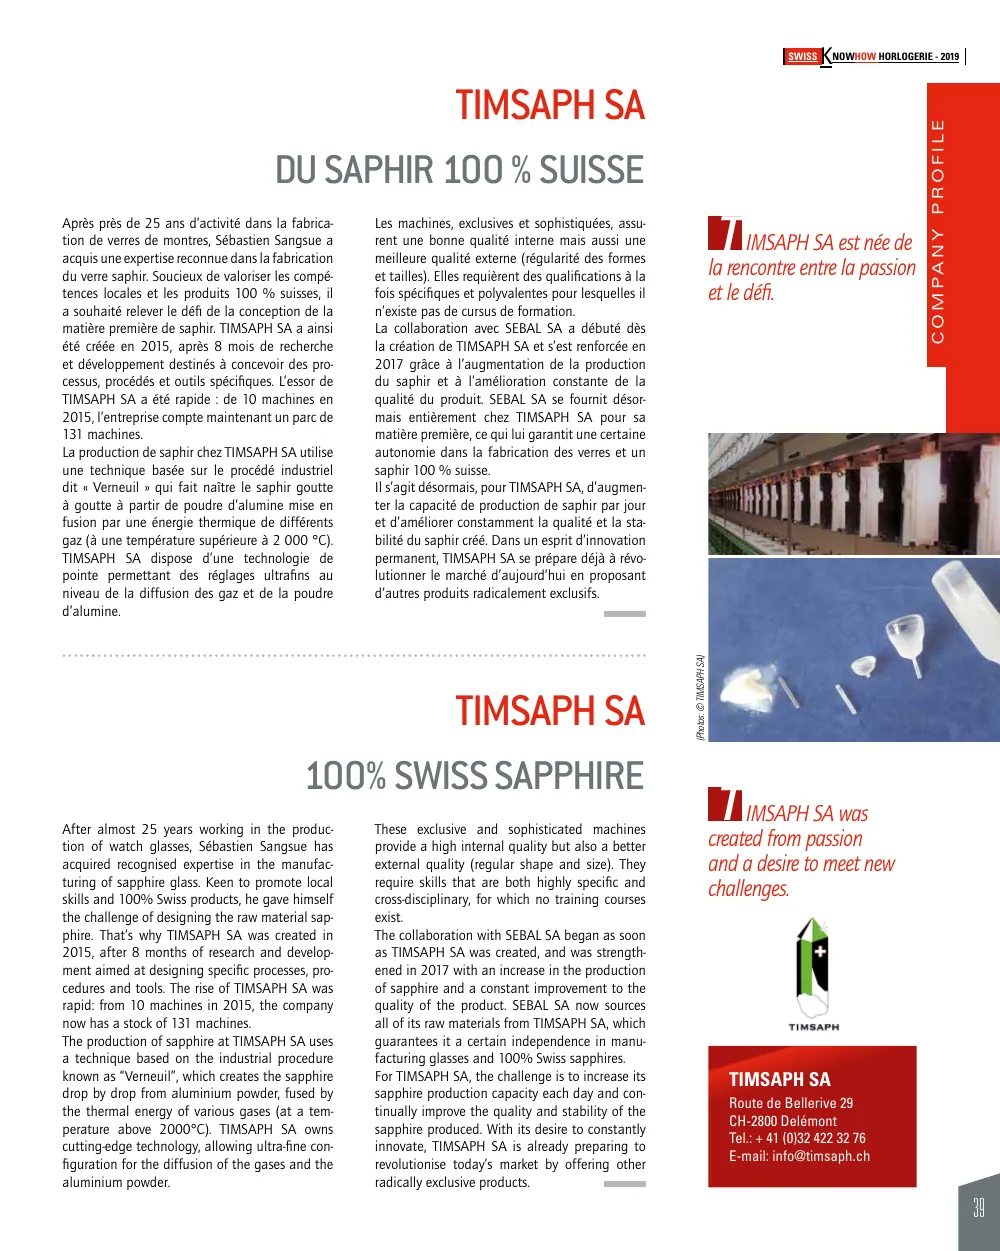 SWISS KNOWHOW HORLOGERIE - 2019
COMPANY PROFILE
TIMSAPH SA
DU SAPHIR 100 % SUISSE
Après près de 25 ans d’activité dans la fabrica-
tion de verres de montres, Sébastien Sangsue a
acquis une expertise reconnue dans la fabrication
du verre saphir. Soucieux de valoriser les compé-
tences locales et les produits 100 % suisses, il
a souhaité relever le défi de la conception de la
matière première de saphir. TIMSAPH SA a ainsi
été créée en 2015, après 8 mois de recherche
et développement destinés à concevoir des pro-
cessus, procédés et outils spécifiques. L’essor de
TIMSAPH SA a été rapide : de 10 machines en
2015, l’entreprise compte maintenant un parc de
131 machines.
La production de saphir chez TIMSAPH SA utilise
une technique basée sur le procédé industriel
dit « Verneuil » qui fait naître le saphir goutte
à goutte à partir de poudre d’alumine mise en
fusion par une énergie thermique de différents
gaz (à une température supérieure à 2 000 °C).
TIMSAPH SA dispose d’une technologie de
pointe permettant des réglages ultrafins au
niveau de la diffusion des gaz et de la poudre
d’alumine.
Les machines, exclusives et sophistiquées, assu-
rent une bonne qualité interne mais aussi une
meilleure qualité externe (régularité des formes
et tailles). Elles requièrent des qualifications à la
fois spécifiques et polyvalentes pour lesquelles il
n’existe pas de cursus de formation.
La collaboration avec SEBAL SA a débuté dès
la création de TIMSAPH SA et s’est renforcée en
2017 grâce à l’augmentation de la production
du saphir et à l’amélioration constante de la
qualité du produit. SEBAL SA se fournit désor-
mais entièrement chez TIMSAPH SA pour sa
matière première, ce qui lui garantit une certaine
autonomie dans la fabrication des verres et un
saphir 100 % suisse.
Il s’agit désormais, pour TIMSAPH SA, d’augmen-
ter la capacité de production de saphir par jour
et d’améliorer constamment la qualité et la sta-
bilité du saphir créé. Dans un esprit d’innovation
permanent, TIMSAPH SA se prépare déjà à révo-
lutionner le marché d’aujourd’hui en proposant
d’autres produits radicalement exclusifs.
TIMSAPH SA est née de
la rencontre entre la passion
et le défi.
(Photos: © TIMSAPH SA)
TIMSAPH SA
100% SWISS SAPPHIRE
After almost 25 years working in the produc-
tion of watch glasses, Sébastien Sangsue has
acquired recognised expertise in the manufac-
turing of sapphire glass. Keen to promote local
skills and 100% Swiss products, he gave himself
the challenge of designing the raw material sap-
phire. That’s why TIMSAPH SA was created in
2015, after 8 months of research and develop-
ment aimed at designing specific processes, pro-
cedures and tools. The rise of TIMSAPH SA was
rapid: from 10 machines in 2015, the company
now has a stock of 131 machines.
The production of sapphire at TIMSAPH SA uses
a technique based on the industrial procedure
known as “Verneuil”, which creates the sapphire
drop by drop from aluminium powder, fused by
the thermal energy of various gases (at a tem-
perature above 2000°C). TIMSAPH SA owns
cutting-edge technology, allowing ultra-fine con-
figuration for the diffusion of the gases and the
aluminium powder.
These exclusive and sophisticated machines
provide a high internal quality but also a better
external quality (regular shape and size). They
require skills that are both highly specific and
cross-disciplinary, for which no training courses
exist.
The collaboration with SEBAL SA began as soon
as TIMSAPH SA was created, and was strength-
ened in 2017 with an increase in the production
of sapphire and a constant improvement to the
quality of the product. SEBAL SA now sources
all of its raw materials from TIMSAPH SA, which
guarantees it a certain independence in manu-
facturing glasses and 100% Swiss sapphires.
For TIMSAPH SA, the challenge is to increase its
sapphire production capacity each day and con-
tinually improve the quality and stability of the
sapphire produced. With its desire to constantly
innovate, TIMSAPH SA is already preparing to
revolutionise today’s market by offering other
radically exclusive products.
TIMSAPH SA was
created from passion
and a desire to meet new
challenges.
TIMSAPH
TIMSAPH SA
Route de Bellerive 29
CH-2800 Delémont
Tel.: + 41 (0)32 422 32 76
E-mail: info@timsaph.ch
39